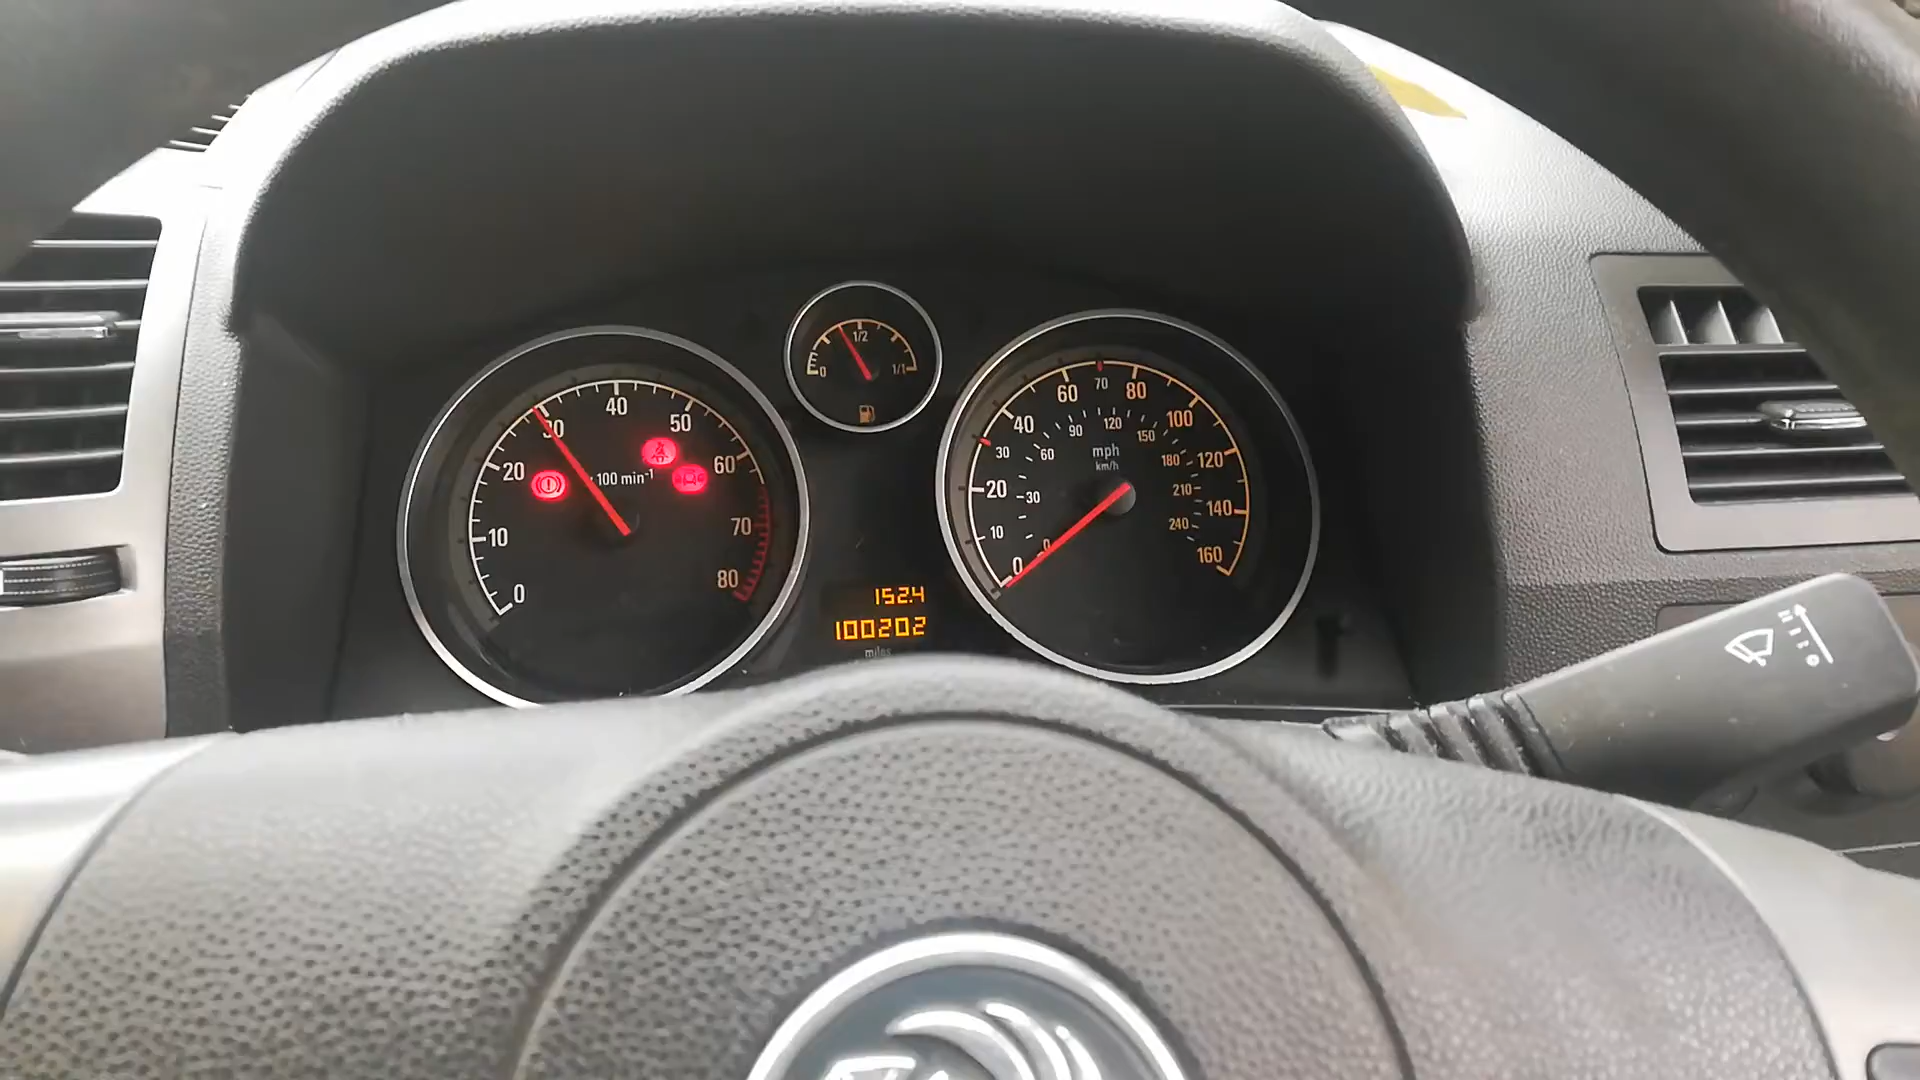 0 10 20 30 40 50 60 70 80
100 min⁻¹
0 1/2 1/1
0 10 20 30 40 60 70 80 100 120 140 160
0 30 60 90 120 150 180 210 240
mph
km/h
152.4
100202
miles